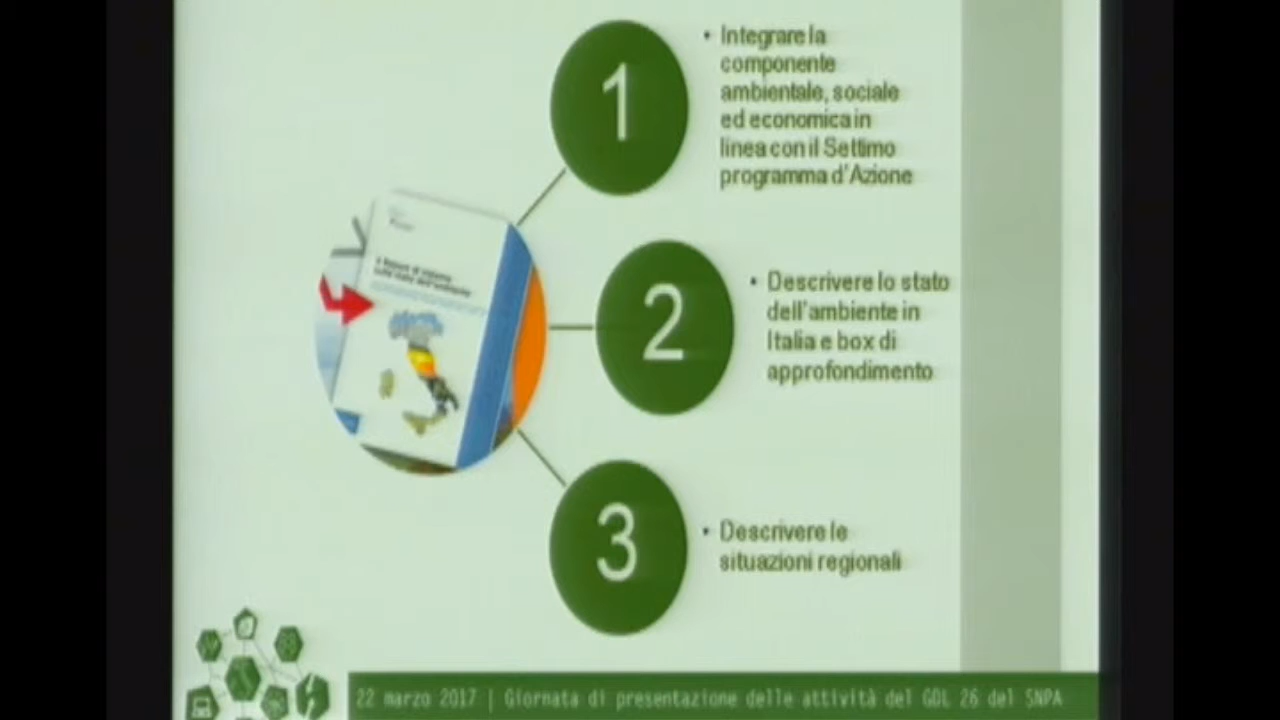 1
• Integrare la
componente
ambientale, sociale
ed economica in
linea con il Settimo
programma d'Azione
2
• Descrivere lo stato
dell'ambiente in
Italia e box di
approfondimento
3
• Descrivere le
situazioni regionali
22 marzo 2017 | Giornata di presentazione delle attività del GDL 26 del SNPA